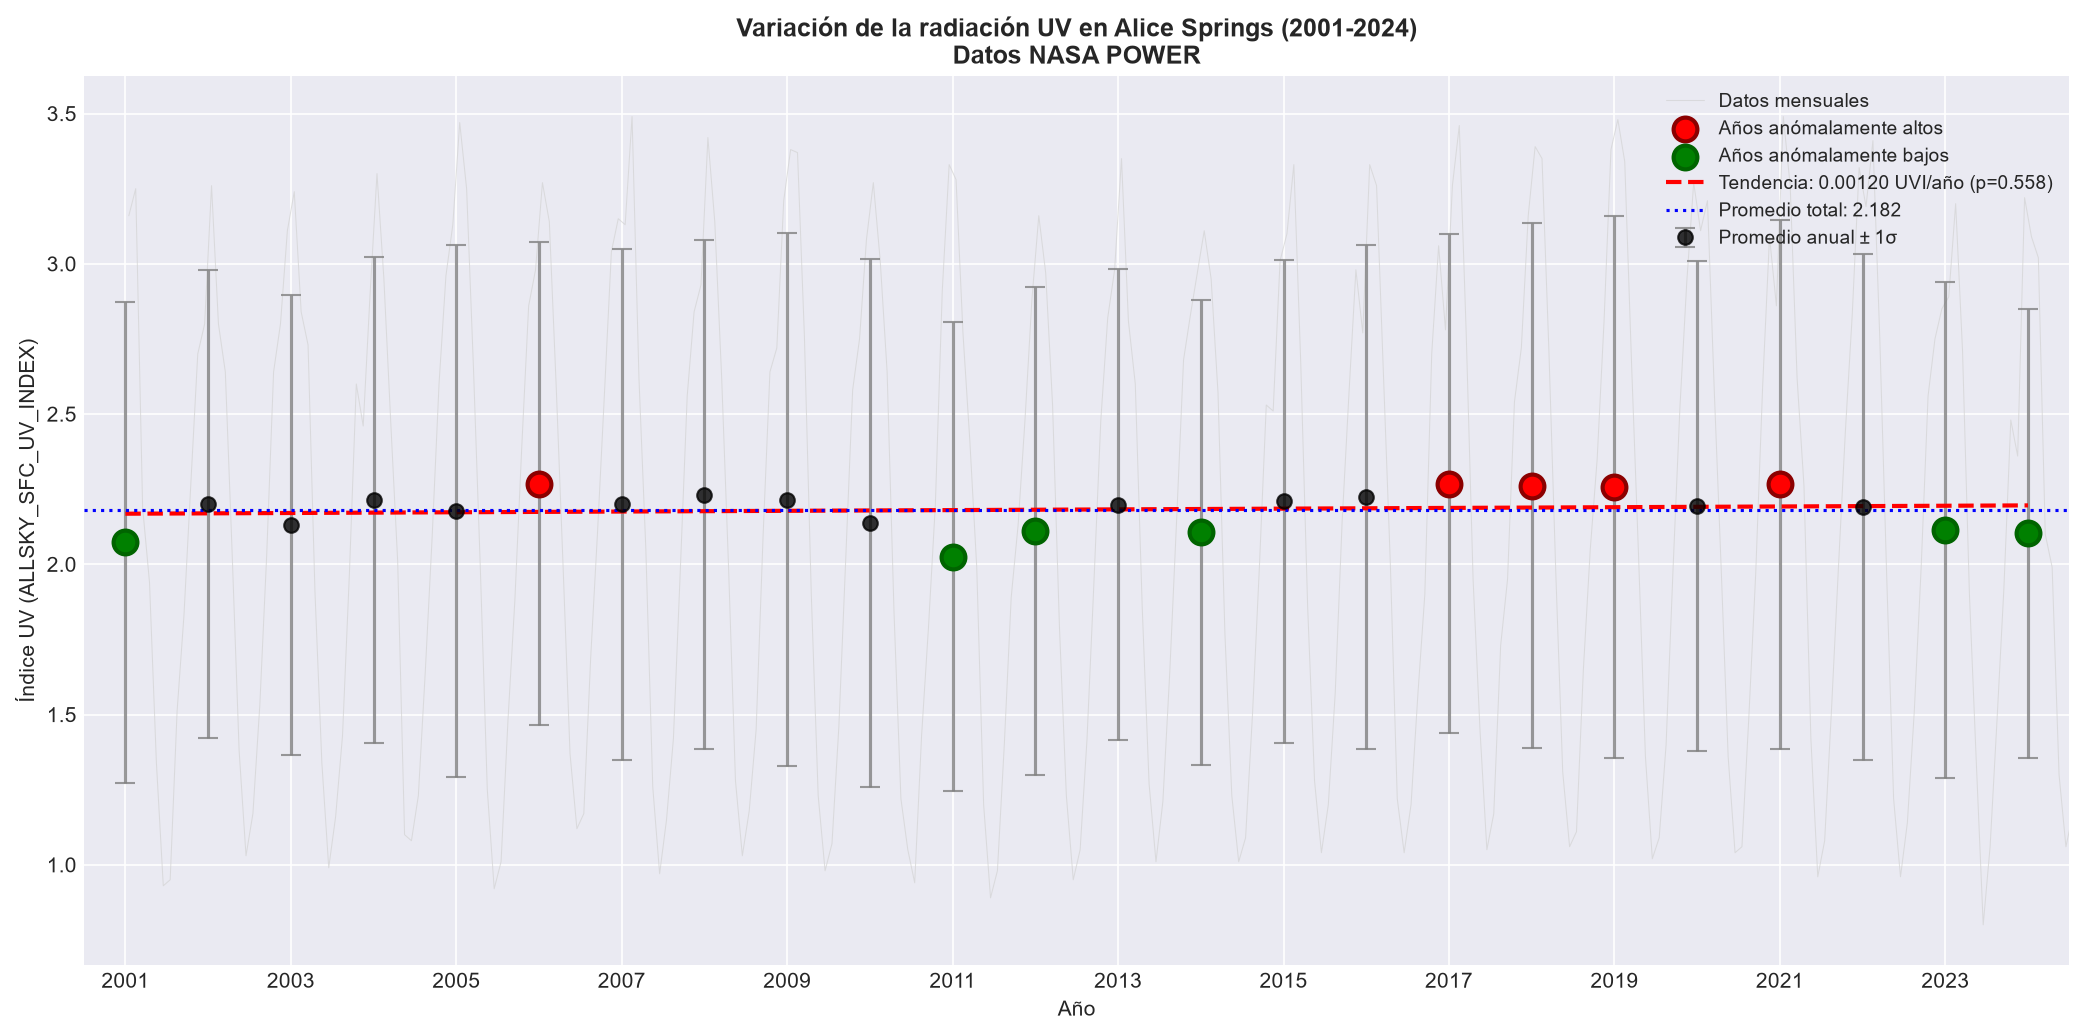 Variación de la radiación UV en Alice Springs (2001-2024)
Datos NASA POWER
Índice UV (ALLSKY_SFC_UV_INDEX)
3.5
3.0
2.5
2.0
1.5
1.0
Datos mensuales
Años anómalamente altos
Años anómalamente bajos
Tendencia: 0.00120 UVI/año (p=0.558)
Promedio total: 2.182
Promedio anual ± 1σ
2001 2003 2005 2007 2009 2011 2013 2015 2017 2019 2021 2023
Año